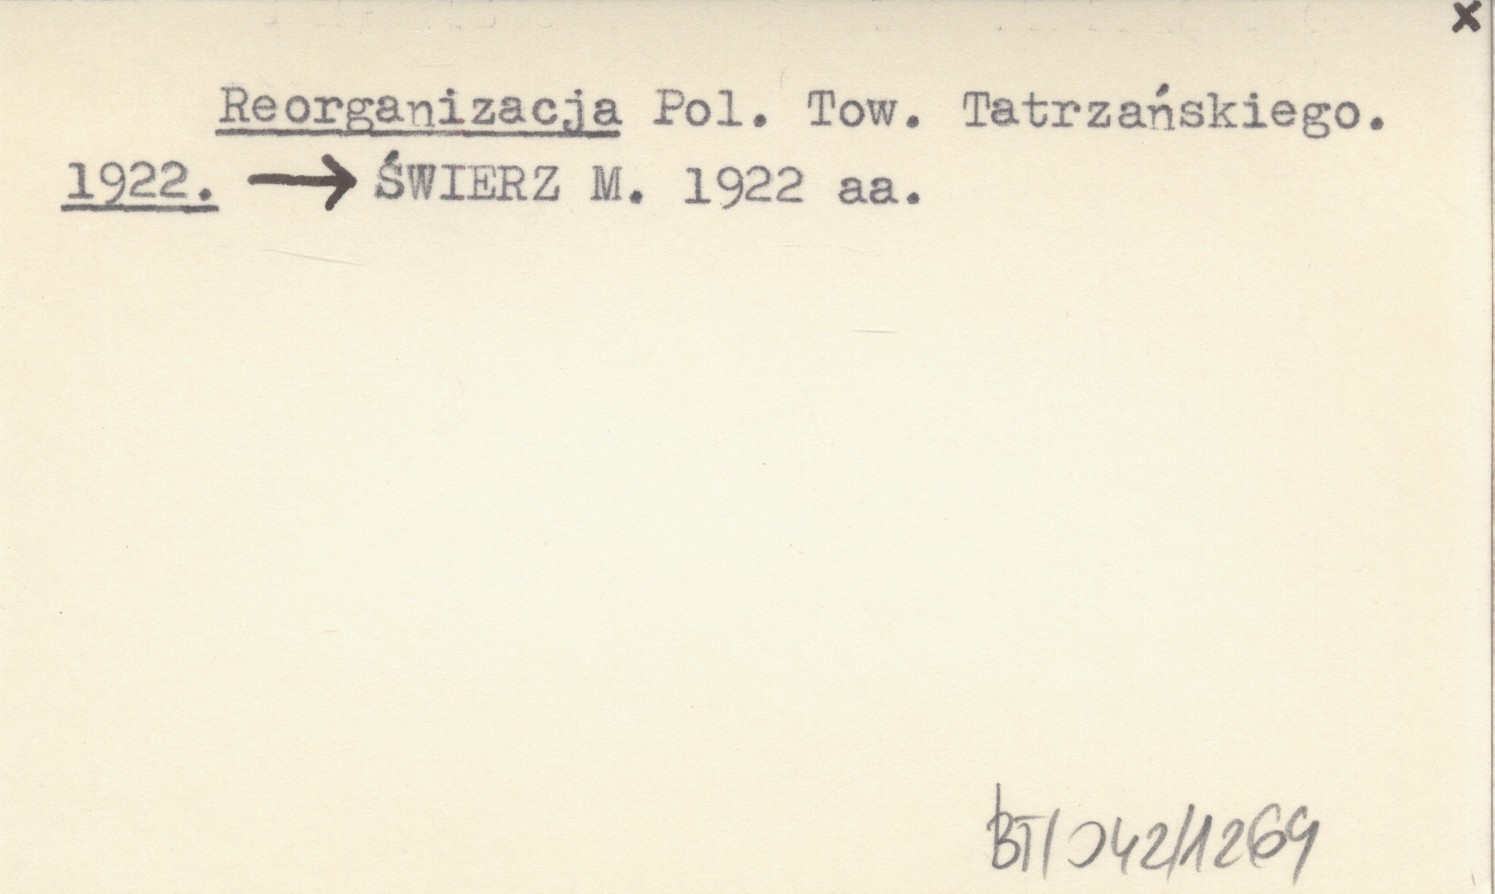 x
Reorganizacja Pol. Tow. Tatrzańskiego.
1922. → ŚWIERZ M. 1922 aa.
BT/042/1269